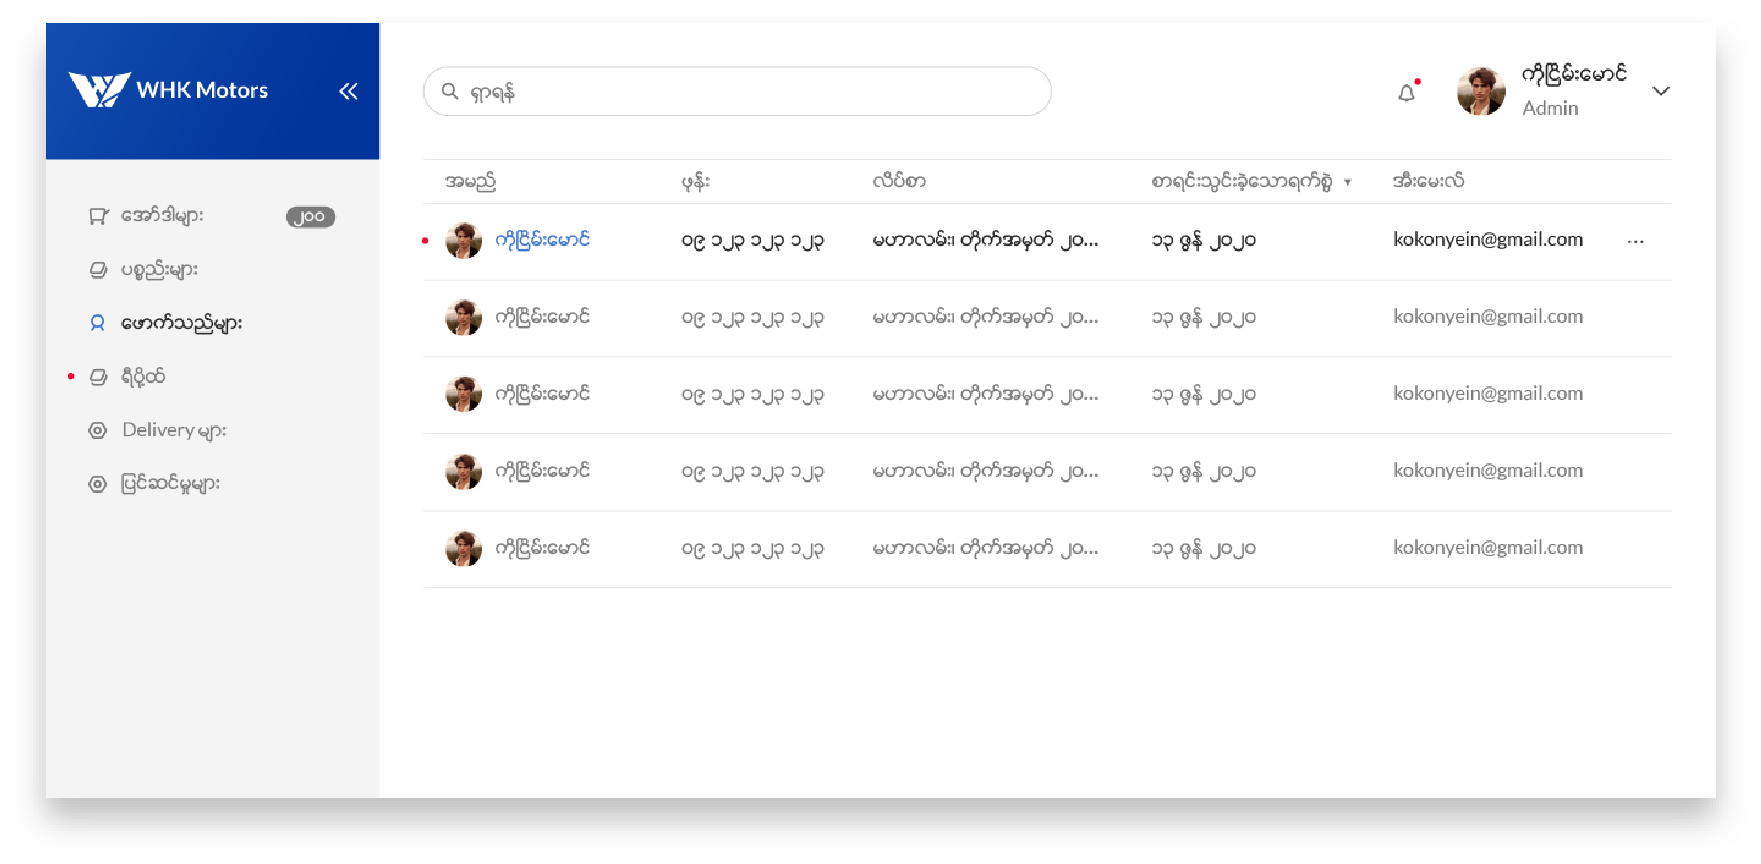 WHK Motors
ရှာရန်
ကိုငြိမ်းမောင်
Admin
အော်ဒါများ ၂၀၀
ပစ္စည်းများ
ဖောက်သည်များ
ရီပို့ထ်
Delivery များ
ပြင်ဆင်မှုများ
အမည် ဖုန်း လိပ်စာ စာရင်းသွင်းခဲ့သောရက်စွဲ အီးမေးလ်
ကိုငြိမ်းမောင် ၀၉ ၁၂၃ ၁၂၃ ၁၂၃ မဟာလမ်း၊ တိုက်အမှတ် ၂၀... ၁၃ ဇွန် ၂၀၂၀ kokonyein@gmail.com ...
ကိုငြိမ်းမောင် ၀၉ ၁၂၃ ၁၂၃ ၁၂၃ မဟာလမ်း၊ တိုက်အမှတ် ၂၀... ၁၃ ဇွန် ၂၀၂၀ kokonyein@gmail.com
ကိုငြိမ်းမောင် ၀၉ ၁၂၃ ၁၂၃ ၁၂၃ မဟာလမ်း၊ တိုက်အမှတ် ၂၀... ၁၃ ဇွန် ၂၀၂၀ kokonyein@gmail.com
ကိုငြိမ်းမောင် ၀၉ ၁၂၃ ၁၂၃ ၁၂၃ မဟာလမ်း၊ တိုက်အမှတ် ၂၀... ၁၃ ဇွန် ၂၀၂၀ kokonyein@gmail.com
ကိုငြိမ်းမောင် ၀၉ ၁၂၃ ၁၂၃ ၁၂၃ မဟာလမ်း၊ တိုက်အမှတ် ၂၀... ၁၃ ဇွန် ၂၀၂၀ kokonyein@gmail.com